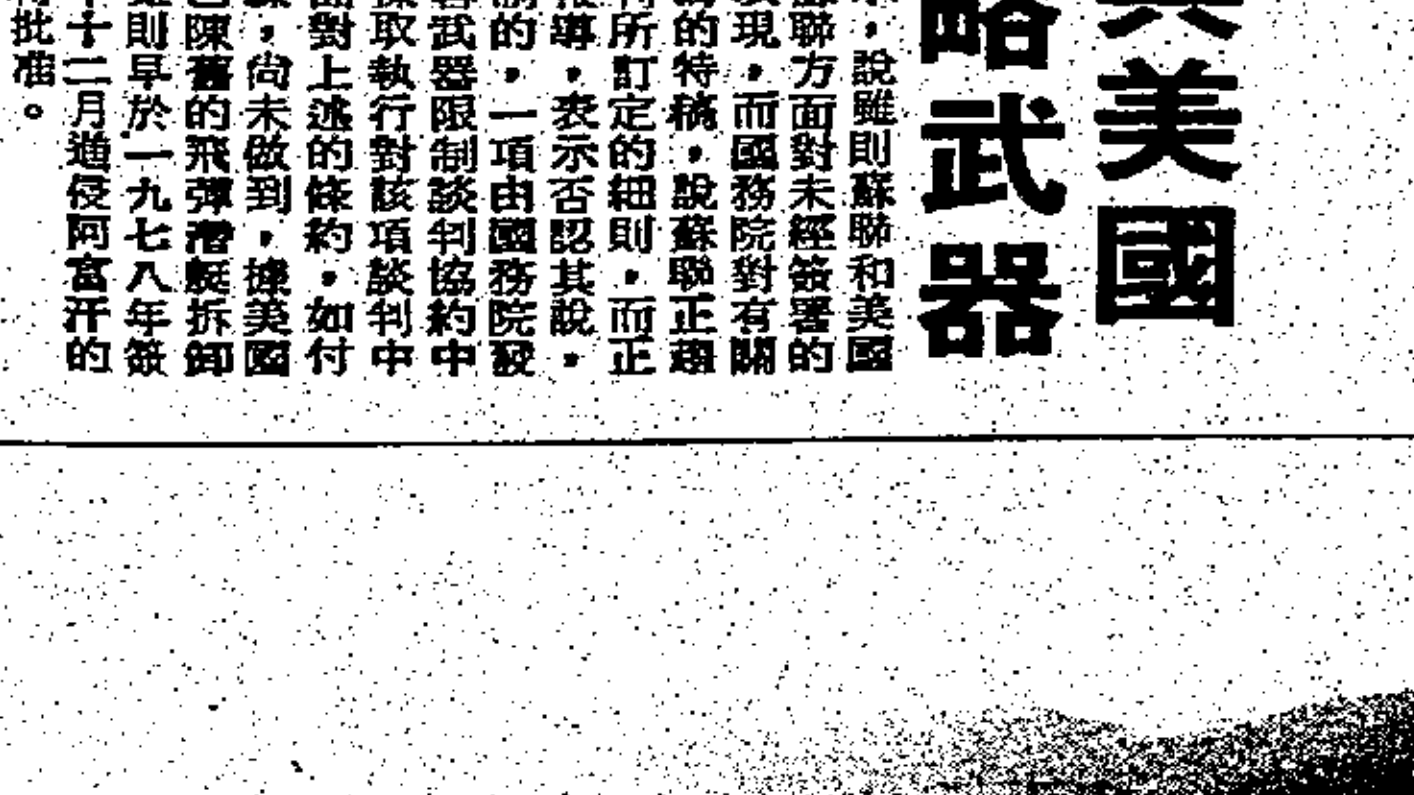 美國
略武器
，說雖則蘇聯和美國
聯方面對未經簽署的
現，而國務院對有關
的特稿，說蘇聯正趨
所訂定的細則，而正
導，表示否認其說，
的，一項由國務院發
武器限制談判協約中
取執行對該項談判中
對上述的條約，如付
，尚未做到，據美國
陳舊的飛彈潛艇拆卸
則早於一九七八年簽
十二月進侵阿富汗的
批准。